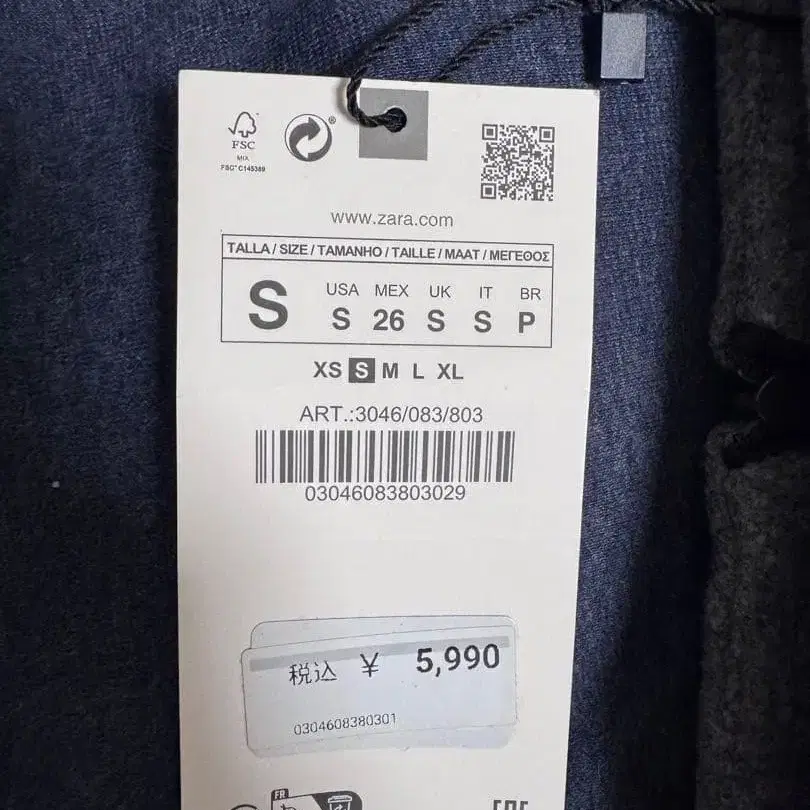 FSC
MIX
FSC® C145389
www.zara.com
TALLA / SIZE / TAMANHO / TAILLE / MAAT / ΜΕΓΕΘΟΣ
S
USA MEX UK IT BR
S 26 S S P
XS S M L XL
ART.:3046/083/803
03046083803029
税込 ¥ 5,990
0304608380301
FR